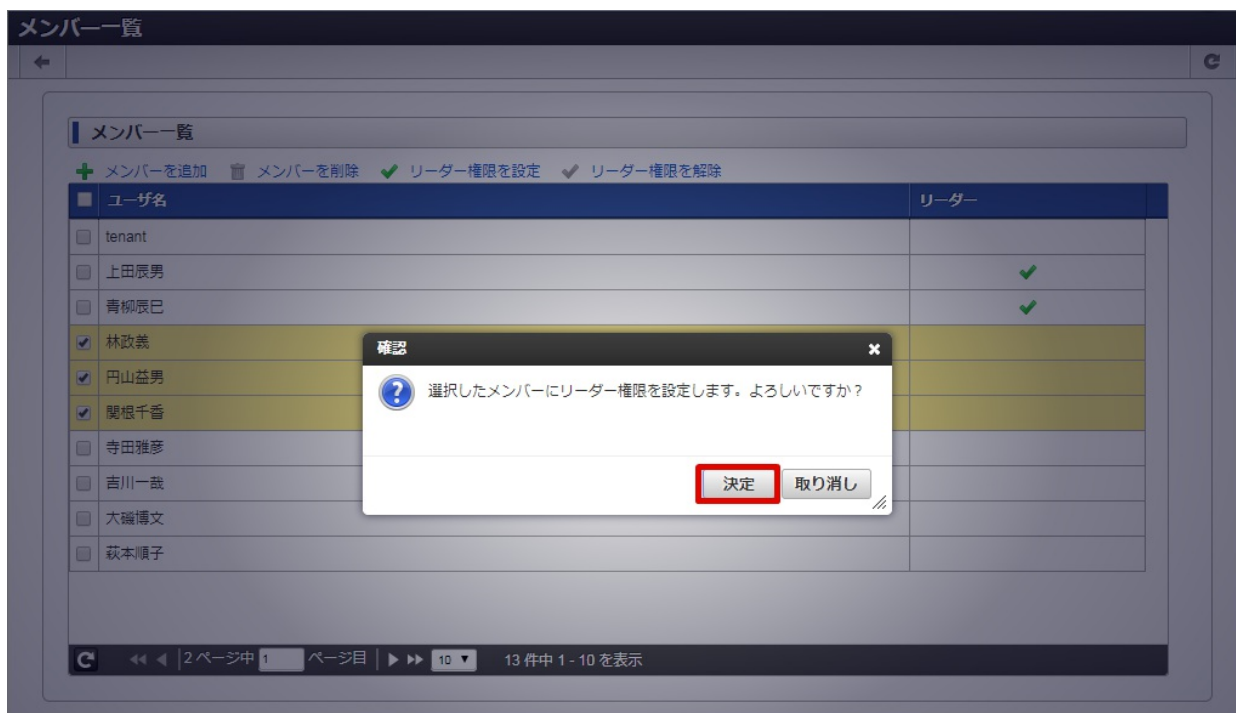 メンバー一覧
メンバー一覧
メンバーを追加 メンバーを削除 リーダー権限を設定 リーダー権限を解除
ユーザ名 リーダー
tenant
上田辰男
青柳辰巳
林政義
円山益男
関根千香
寺田雅彦
吉川一哉
大磯博文
萩本順子
確認
選択したメンバーにリーダー権限を設定します。よろしいですか？
決定 取り消し
2 ページ中 1 ページ目 10 13 件中 1 - 10 を表示